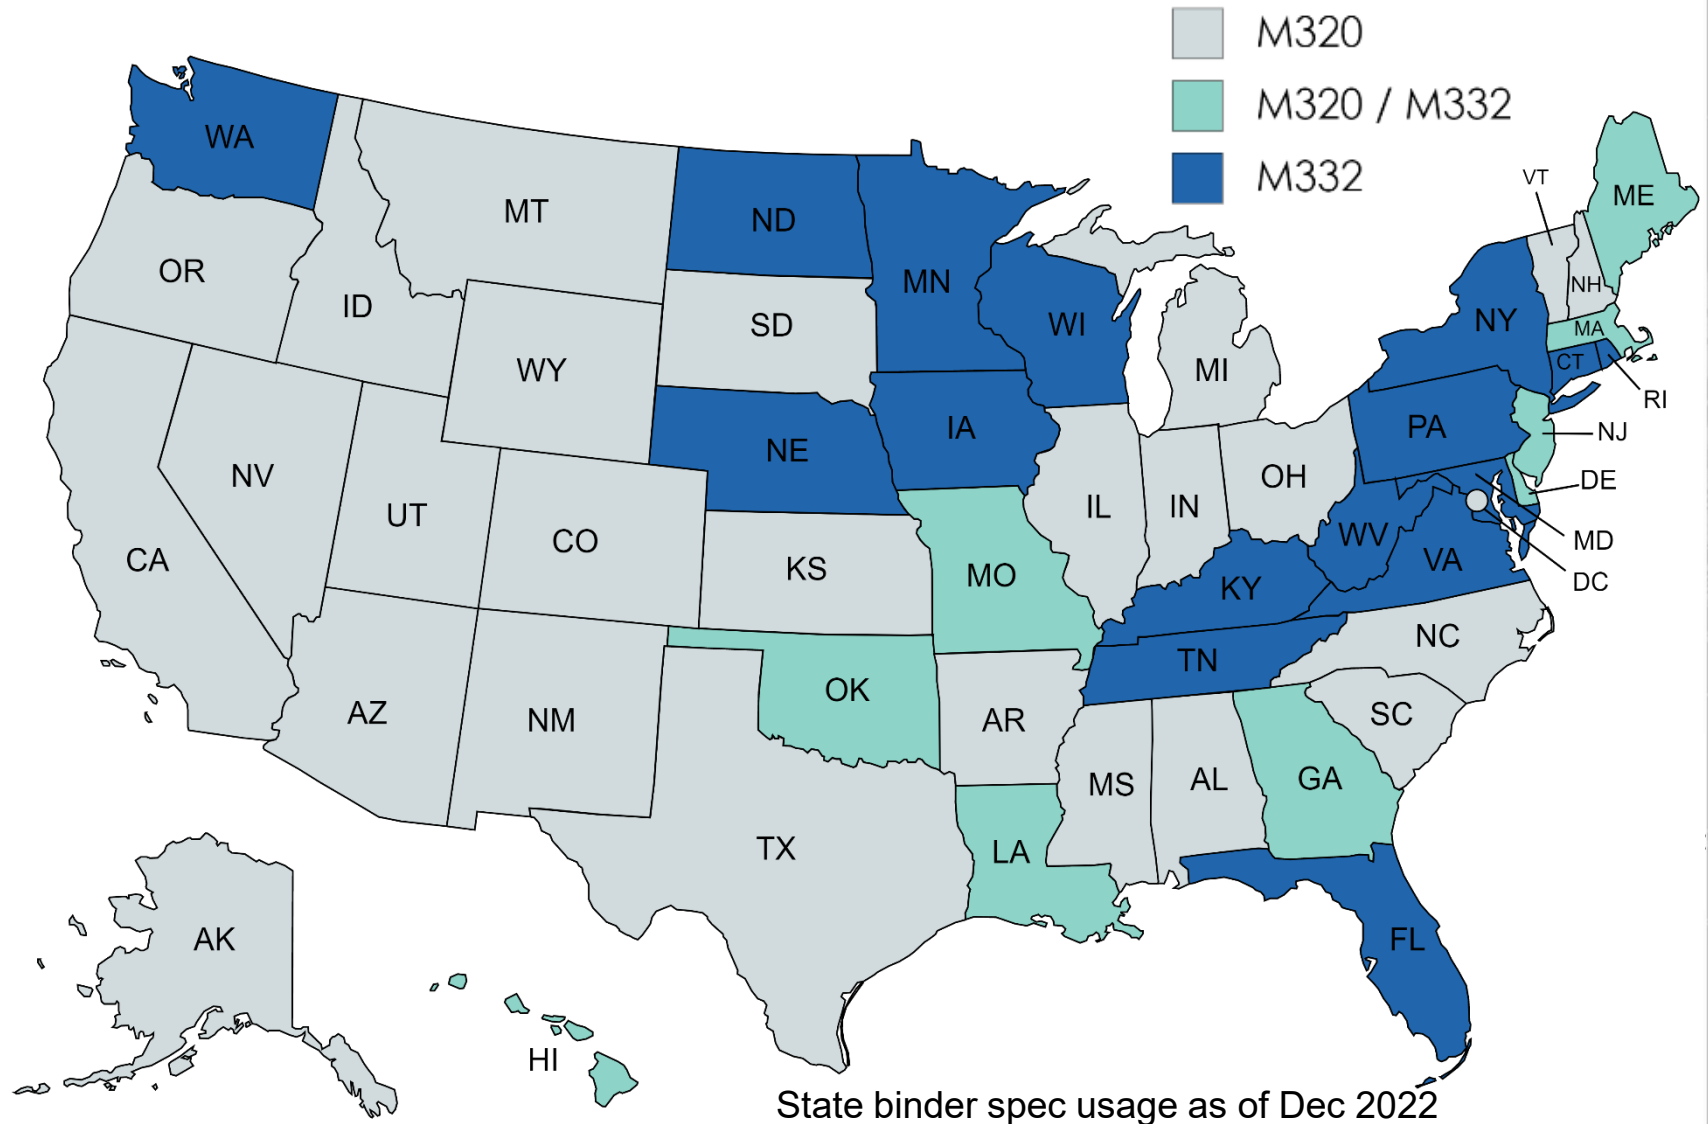 M320
M320 / M332
M332
WA
MT
ND
MN
VT
ME
OR
ID
SD
WI
NH
NY
MA
WY
MI
CT
RI
NE
IA
PA
NJ
NV
UT
CO
IL
IN
OH
DE
CA
KS
MO
KY
WV
VA
MD
DC
AZ
NM
OK
AR
TN
NC
SC
TX
LA
MS
AL
GA
AK
FL
HI
State binder spec usage as of Dec 2022